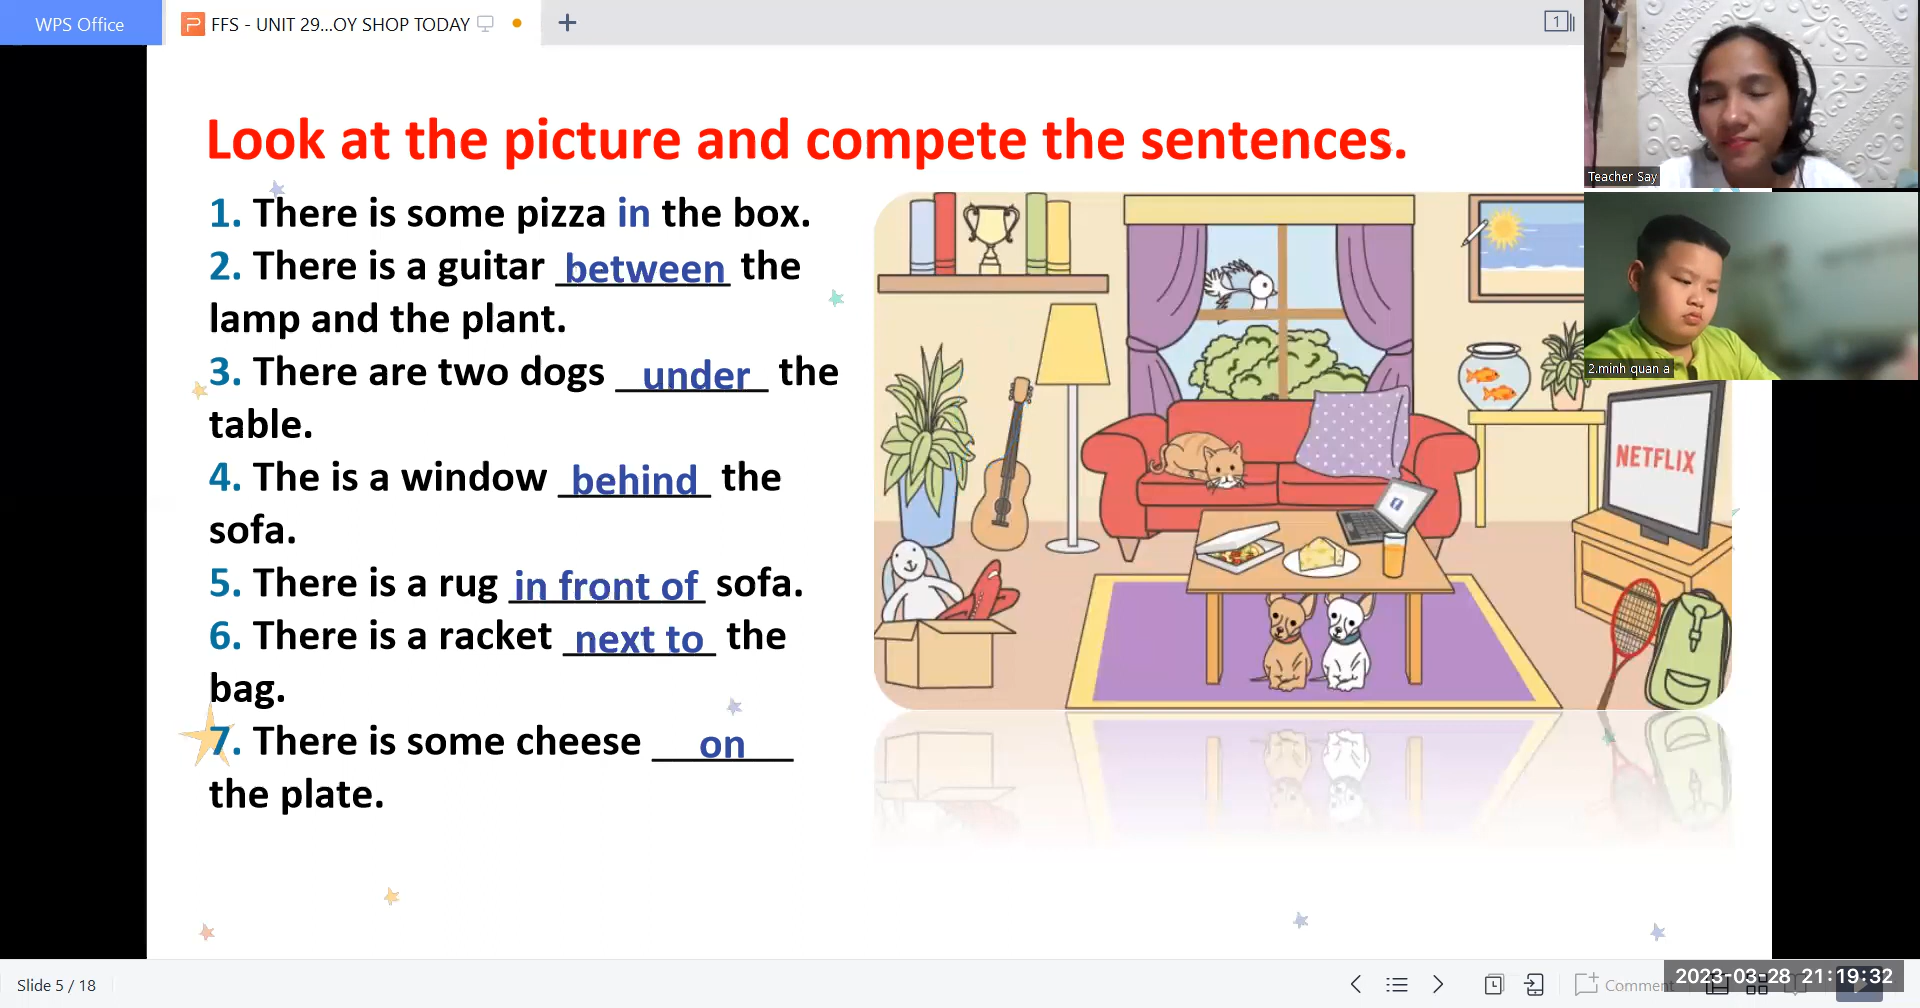 WPS Office
FFS - UNIT 29...OY SHOP TODAY
1
Teacher Say
2.minh quan a
Look at the picture and compete the sentences.
1. There is some pizza in the box.
2. There is a guitar between the
lamp and the plant.
3. There are two dogs under the
table.
4. The is a window behind the
sofa.
5. There is a rug in front of sofa.
6. There is a racket next to the
bag.
7. There is some cheese on
the plate.
NETFLIX
Slide 5 / 18
Comment
2023-03-28 21:19:32